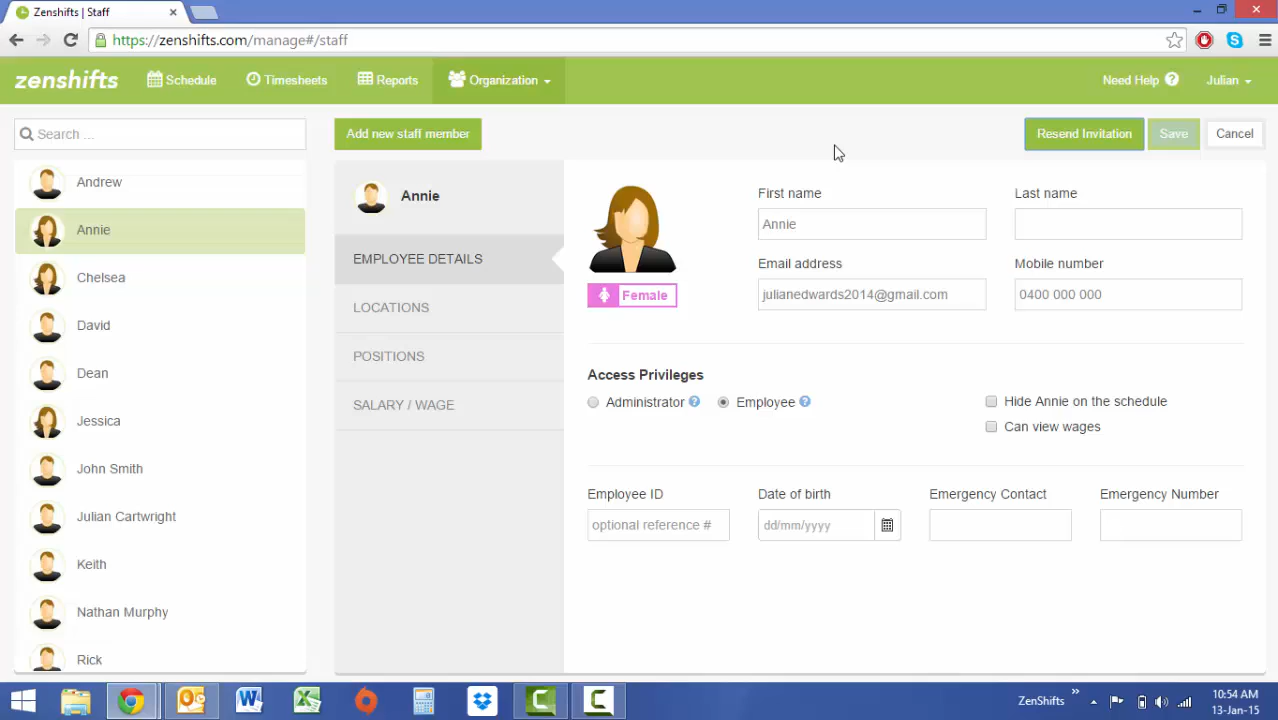 Zenshifts | Staff
https://zenshifts.com/manage#/staff
zenshifts Schedule Timesheets Reports Organization Need Help ? Julian
Search ...
Add new staff member Resend Invitation Save Cancel
Andrew
Annie
Chelsea
David
Dean
Jessica
John Smith
Julian Cartwright
Keith
Nathan Murphy
Rick
Annie
EMPLOYEE DETAILS
LOCATIONS
POSITIONS
SALARY / WAGE
Female
First name Last name
Annie
Email address Mobile number
julianedwards2014@gmail.com 0400 000 000
Access Privileges
Administrator ? Employee ? Hide Annie on the schedule
Can view wages
Employee ID Date of birth Emergency Contact Emergency Number
optional reference # dd/mm/yyyy
ZenShifts » 10:54 AM
13-Jan-15